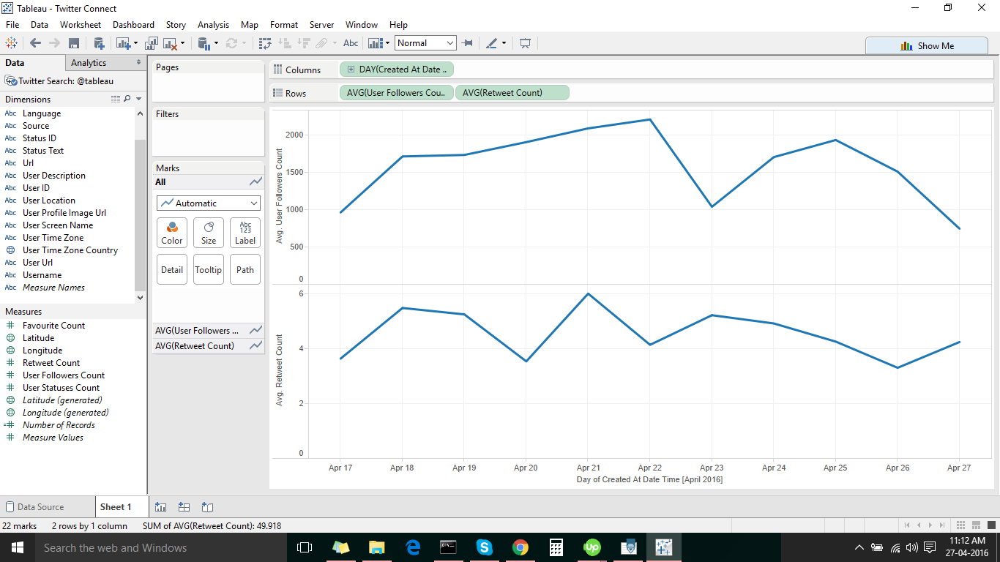 Tableau - Twitter Connect
File Data Worksheet Dashboard Story Analysis Map Format Server Window Help
Abc Normal Show Me
Data Analytics
Twitter Search: @tableau
Dimensions
Abc Language
Abc Source
Abc Status ID
Abc Status Text
Abc Url
Abc User Description
Abc User ID
Abc User Location
Abc User Profile Image Url
Abc User Screen Name
Abc User Time Zone
User Time Zone Country
Abc User Url
Abc Username
Abc Measure Names
Measures
Favourite Count
Latitude
Longitude
Retweet Count
User Followers Count
User Statuses Count
Latitude (generated)
Longitude (generated)
Number of Records
Measure Values
Pages
Filters
Marks
All
Automatic
Color Size Abc 123 Label
Detail Tooltip Path
AVG(User Followers ...
AVG(Retweet Count)
Columns DAY(Created At Date ..
Rows AVG(User Followers Cou.. AVG(Retweet Count)
Avg. User Followers Count
2000
1500
1000
500
0
Avg. Retweet Count
6
4
2
0
Apr 17 Apr 18 Apr 19 Apr 20 Apr 21 Apr 22 Apr 23 Apr 24 Apr 25 Apr 26 Apr 27
Day of Created At Date Time [April 2016]
Data Source Sheet 1
22 marks 2 rows by 1 column SUM of AVG(Retweet Count): 49.918
Search the web and Windows
Up
11:12 AM
27-04-2016